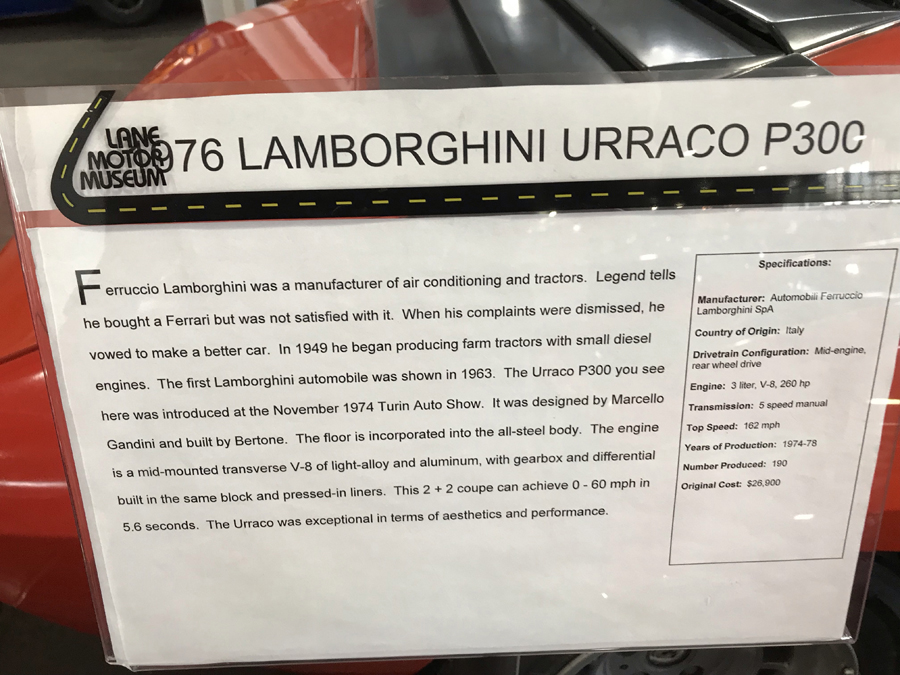 LANE
MOTOR
MUSEUM
976 LAMBORGHINI URRACO P300
Ferruccio Lamborghini was a manufacturer of air conditioning and tractors. Legend tells
he bought a Ferrari but was not satisfied with it. When his complaints were dismissed, he
vowed to make a better car. In 1949 he began producing farm tractors with small diesel
engines. The first Lamborghini automobile was shown in 1963. The Urraco P300 you see
here was introduced at the November 1974 Turin Auto Show. It was designed by Marcello
Gandini and built by Bertone. The floor is incorporated into the all-steel body. The engine
is a mid-mounted transverse V-8 of light-alloy and aluminum, with gearbox and differential
built in the same block and pressed-in liners. This 2 + 2 coupe can achieve 0 - 60 mph in
5.6 seconds. The Urraco was exceptional in terms of aesthetics and performance.
Specifications:
Manufacturer: Automobili Ferruccio
Lamborghini SpA
Country of Origin: Italy
Drivetrain Configuration: Mid-engine,
rear wheel drive
Engine: 3 liter, V-8, 260 hp
Transmission: 5 speed manual
Top Speed: 162 mph
Years of Production: 1974-78
Number Produced: 190
Original Cost: $26,900